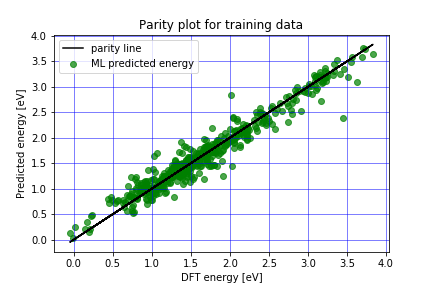 Parity plot for training data
parity line
ML predicted energy
Predicted energy [eV]
4.0
3.5
3.0
2.5
2.0
1.5
1.0
0.5
0.0
0.0 0.5 1.0 1.5 2.0 2.5 3.0 3.5 4.0
DFT energy [eV]